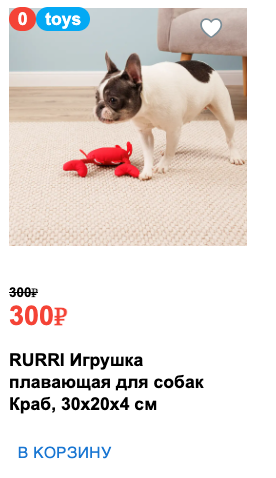 0 toys
300₽
300₽
RURRI Игрушка
плавающая для собак
Краб, 30х20х4 см
В КОРЗИНУ